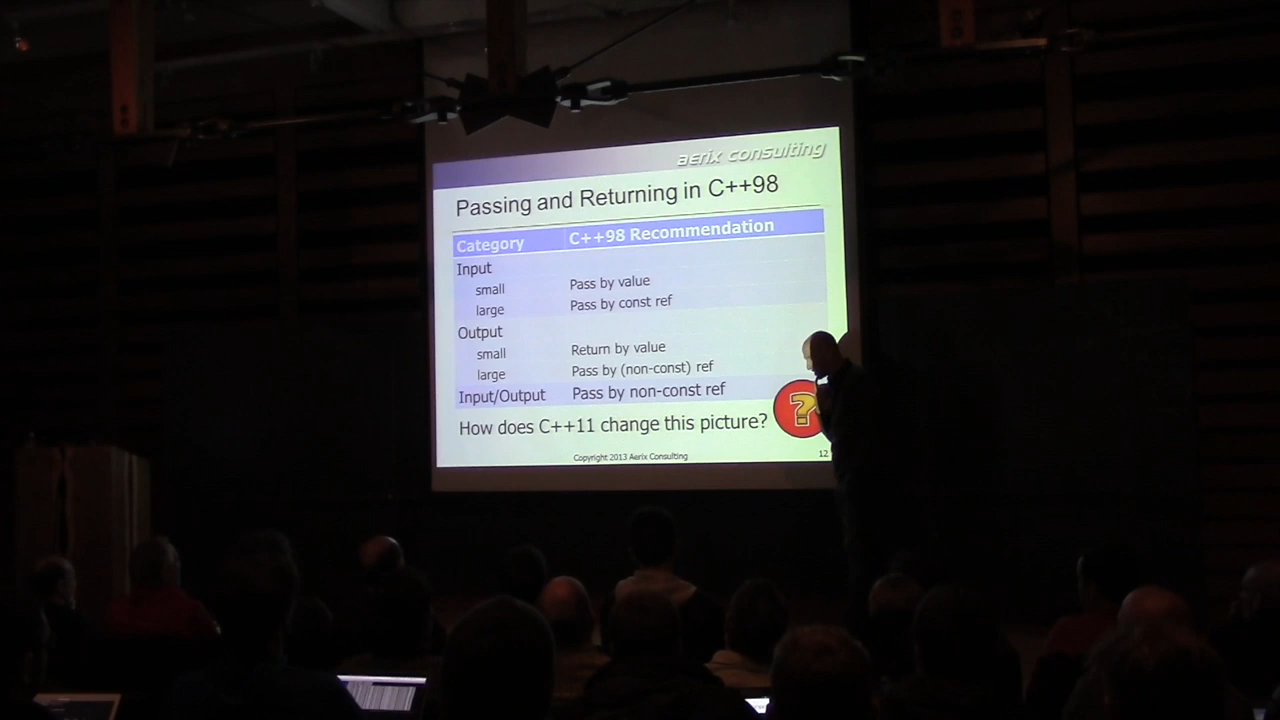 aerix consulting
Passing and Returning in C++98
Category C++98 Recommendation
Input
small Pass by value
large Pass by const ref
Output
small Return by value
large Pass by (non-const) ref
Input/Output Pass by non-const ref
How does C++11 change this picture? ?
Copyright 2013 Aerix Consulting 12